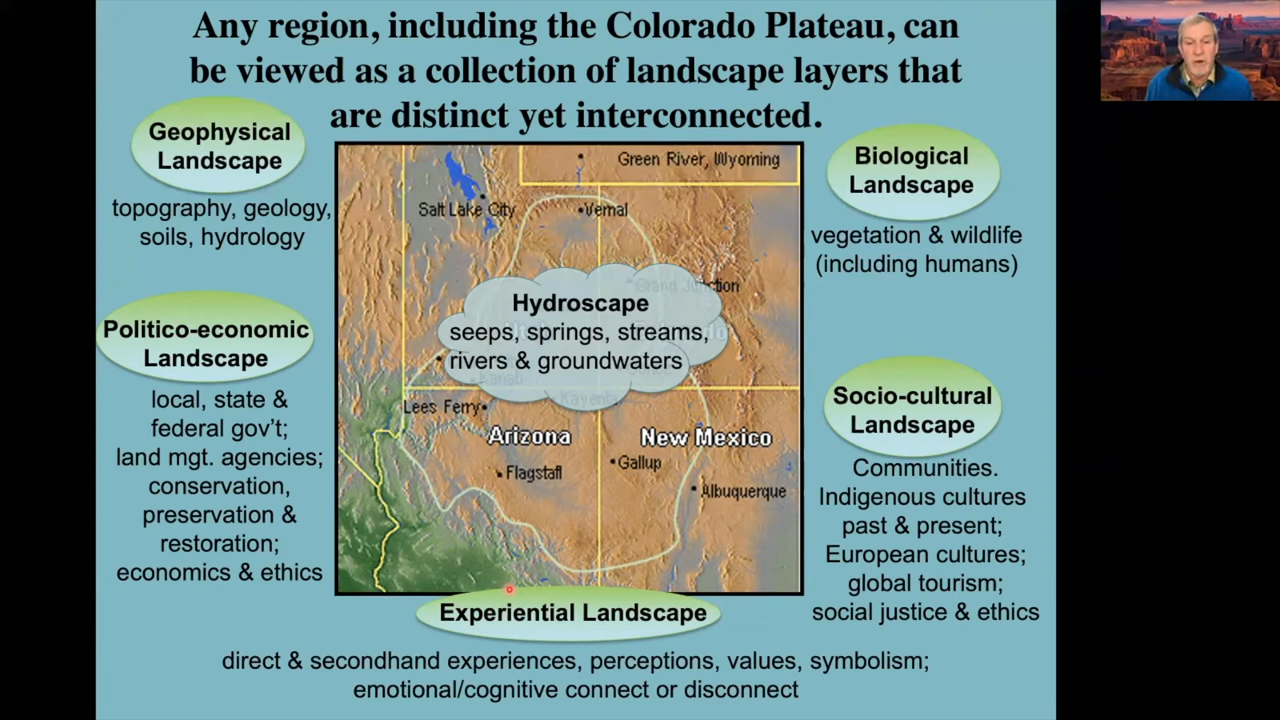 Any region, including the Colorado Plateau, can
be viewed as a collection of landscape layers that
are distinct yet interconnected.
Geophysical
Landscape
topography, geology,
soils, hydrology
Politico-economic
Landscape
local, state &
federal gov't;
land mgt. agencies;
conservation,
preservation &
restoration;
economics & ethics
Green River, Wyoming
Salt Lake City
Vernal
Grand Junction
Hydroscape
seeps, springs, streams,
rivers & groundwaters
Kanab
Kayenta
Lees Ferry
Arizona
New Mexico
Flagstaff
Gallup
Albuquerque
Biological
Landscape
vegetation & wildlife
(including humans)
Socio-cultural
Landscape
Communities.
Indigenous cultures
past & present;
European cultures;
global tourism;
social justice & ethics
Experiential Landscape
direct & secondhand experiences, perceptions, values, symbolism;
emotional/cognitive connect or disconnect